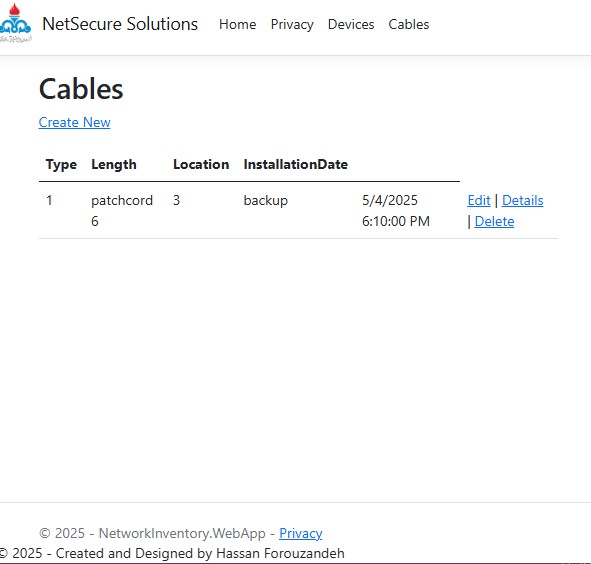 NetSecure Solutions Home Privacy Devices Cables
Cables
Create New
Type Length Location InstallationDate
1 patchcord 3 backup 5/4/2025 Edit | Details
6 6:10:00 PM | Delete
© 2025 - NetworkInventory.WebApp - Privacy
© 2025 - Created and Designed by Hassan Forouzandeh